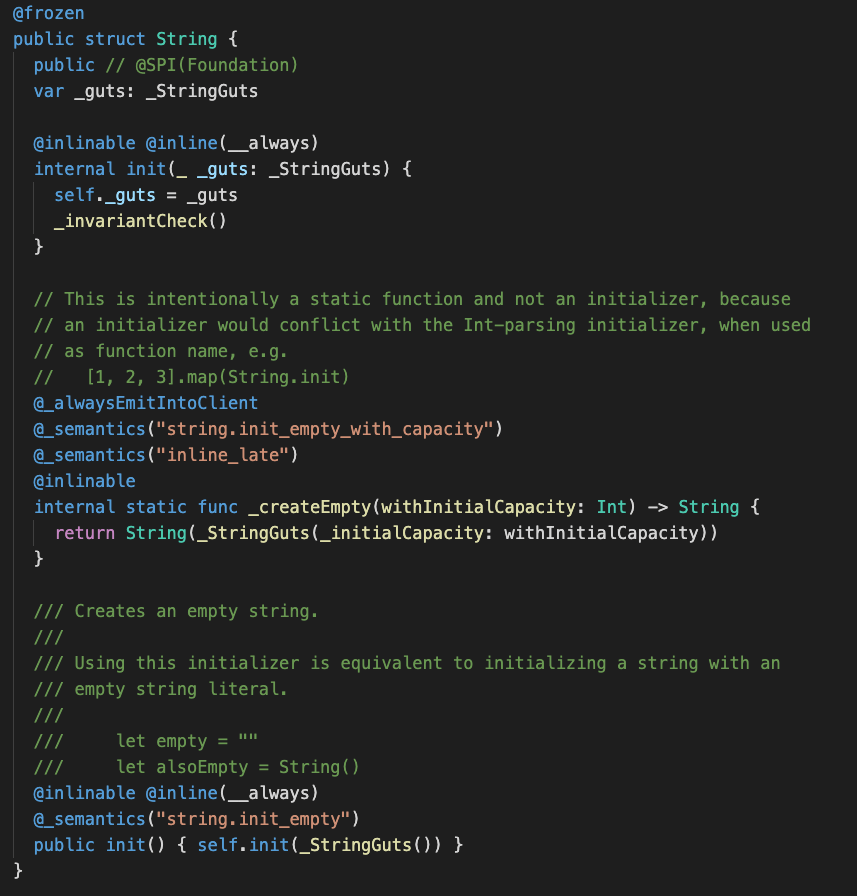 @frozen
public struct String {
  public // @SPI(Foundation)
  var _guts: _StringGuts

  @inlinable @inline(__always)
  internal init(_ _guts: _StringGuts) {
    self._guts = _guts
    _invariantCheck()
  }

  // This is intentionally a static function and not an initializer, because
  // an initializer would conflict with the Int-parsing initializer, when used
  // as function name, e.g.
  //   [1, 2, 3].map(String.init)
  @_alwaysEmitIntoClient
  @_semantics("string.init_empty_with_capacity")
  @_semantics("inline_late")
  @inlinable
  internal static func _createEmpty(withInitialCapacity: Int) -> String {
    return String(_StringGuts(_initialCapacity: withInitialCapacity))
  }

  /// Creates an empty string.
  ///
  /// Using this initializer is equivalent to initializing a string with an
  /// empty string literal.
  ///
  ///     let empty = ""
  ///     let alsoEmpty = String()
  @inlinable @inline(__always)
  @_semantics("string.init_empty")
  public init() { self.init(_StringGuts()) }
}